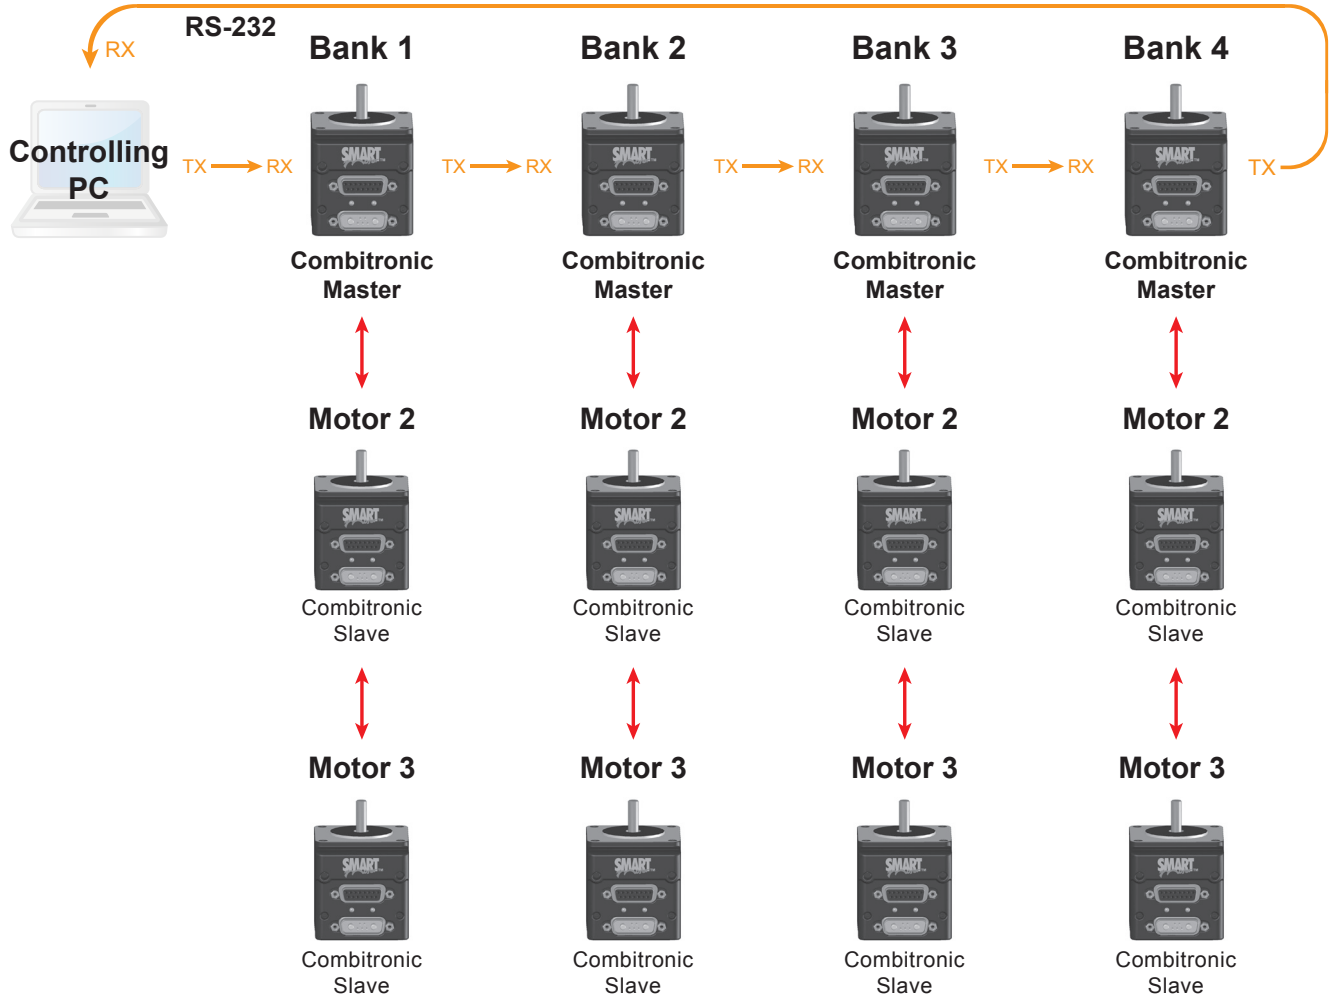 RS-232
RX
Bank 1
Bank 2
Bank 3
Bank 4
Controlling
PC
TX
RX
TX
RX
TX
RX
TX
RX
TX
SMART
SMART
SMART
SMART
Combitronic
Master
Combitronic
Master
Combitronic
Master
Combitronic
Master
Motor 2
Motor 2
Motor 2
Motor 2
SMART
SMART
SMART
SMART
Combitronic
Slave
Combitronic
Slave
Combitronic
Slave
Combitronic
Slave
Motor 3
Motor 3
Motor 3
Motor 3
SMART
SMART
SMART
SMART
Combitronic
Slave
Combitronic
Slave
Combitronic
Slave
Combitronic
Slave